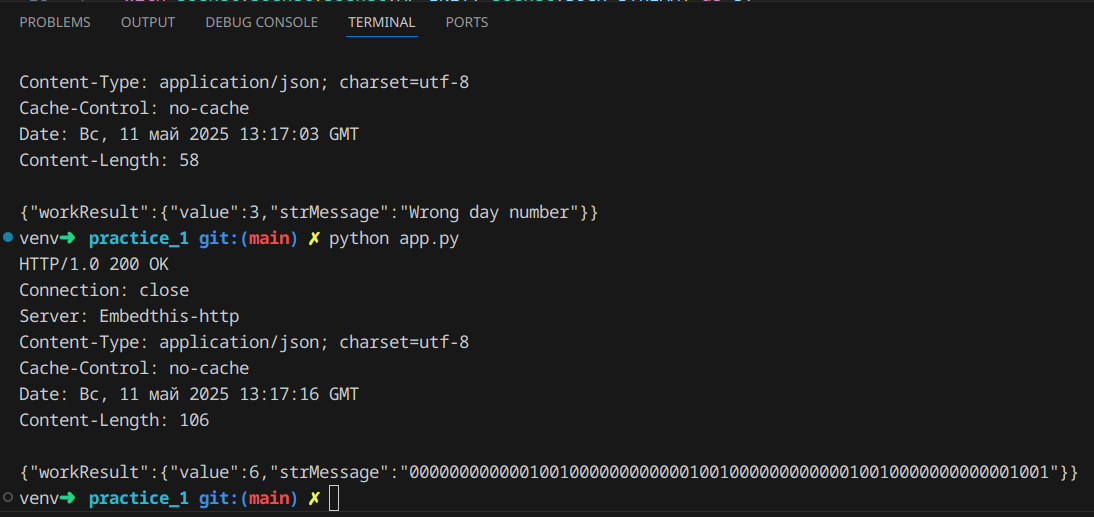 PROBLEMS OUTPUT DEBUG CONSOLE TERMINAL PORTS
Content-Type: application/json; charset=utf-8
Cache-Control: no-cache
Date: Вс, 11 май 2025 13:17:03 GMT
Content-Length: 58
{"workResult":{"value":3,"strMessage":"Wrong day number"}}
venv➜ practice_1 git:(main) ✗ python app.py
HTTP/1.0 200 OK
Connection: close
Server: Embedthis-http
Content-Type: application/json; charset=utf-8
Cache-Control: no-cache
Date: Вс, 11 май 2025 13:17:16 GMT
Content-Length: 106
{"workResult":{"value":6,"strMessage":"0000000000001001000000000000100100000000000010010000000000001001"}}
venv➜ practice_1 git:(main) ✗